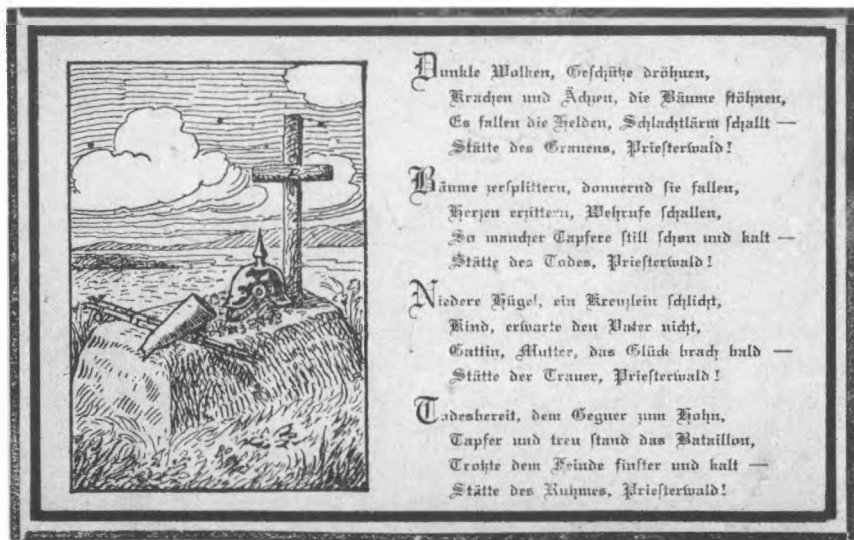 Dunkle Wolken, Geschütze dröhnen,
Krachen und Ächzen, die Bäume stöhnen,
Es fallen die Helden, Schlachtlärm schallt —
Stätte des Grauens, Priesterwald!
Bäume zersplittern, donnernd sie fallen,
Herzen erzittern, Wehrufe schallen,
So mancher Tapfere still schon und kalt —
Stätte des Todes, Priesterwald!
Niedere Hügel, ein Kreuzlein schlicht,
Kind, erwarte den Vater nicht,
Gattin, Mutter, das Glück brach bald —
Stätte der Trauer, Priesterwald!
Todesbereit, dem Gegner zum Hohn,
Tapfer und treu stand das Bataillon,
Trotzte dem Feinde finster und kalt —
Stätte des Ruhmes, Priesterwald!